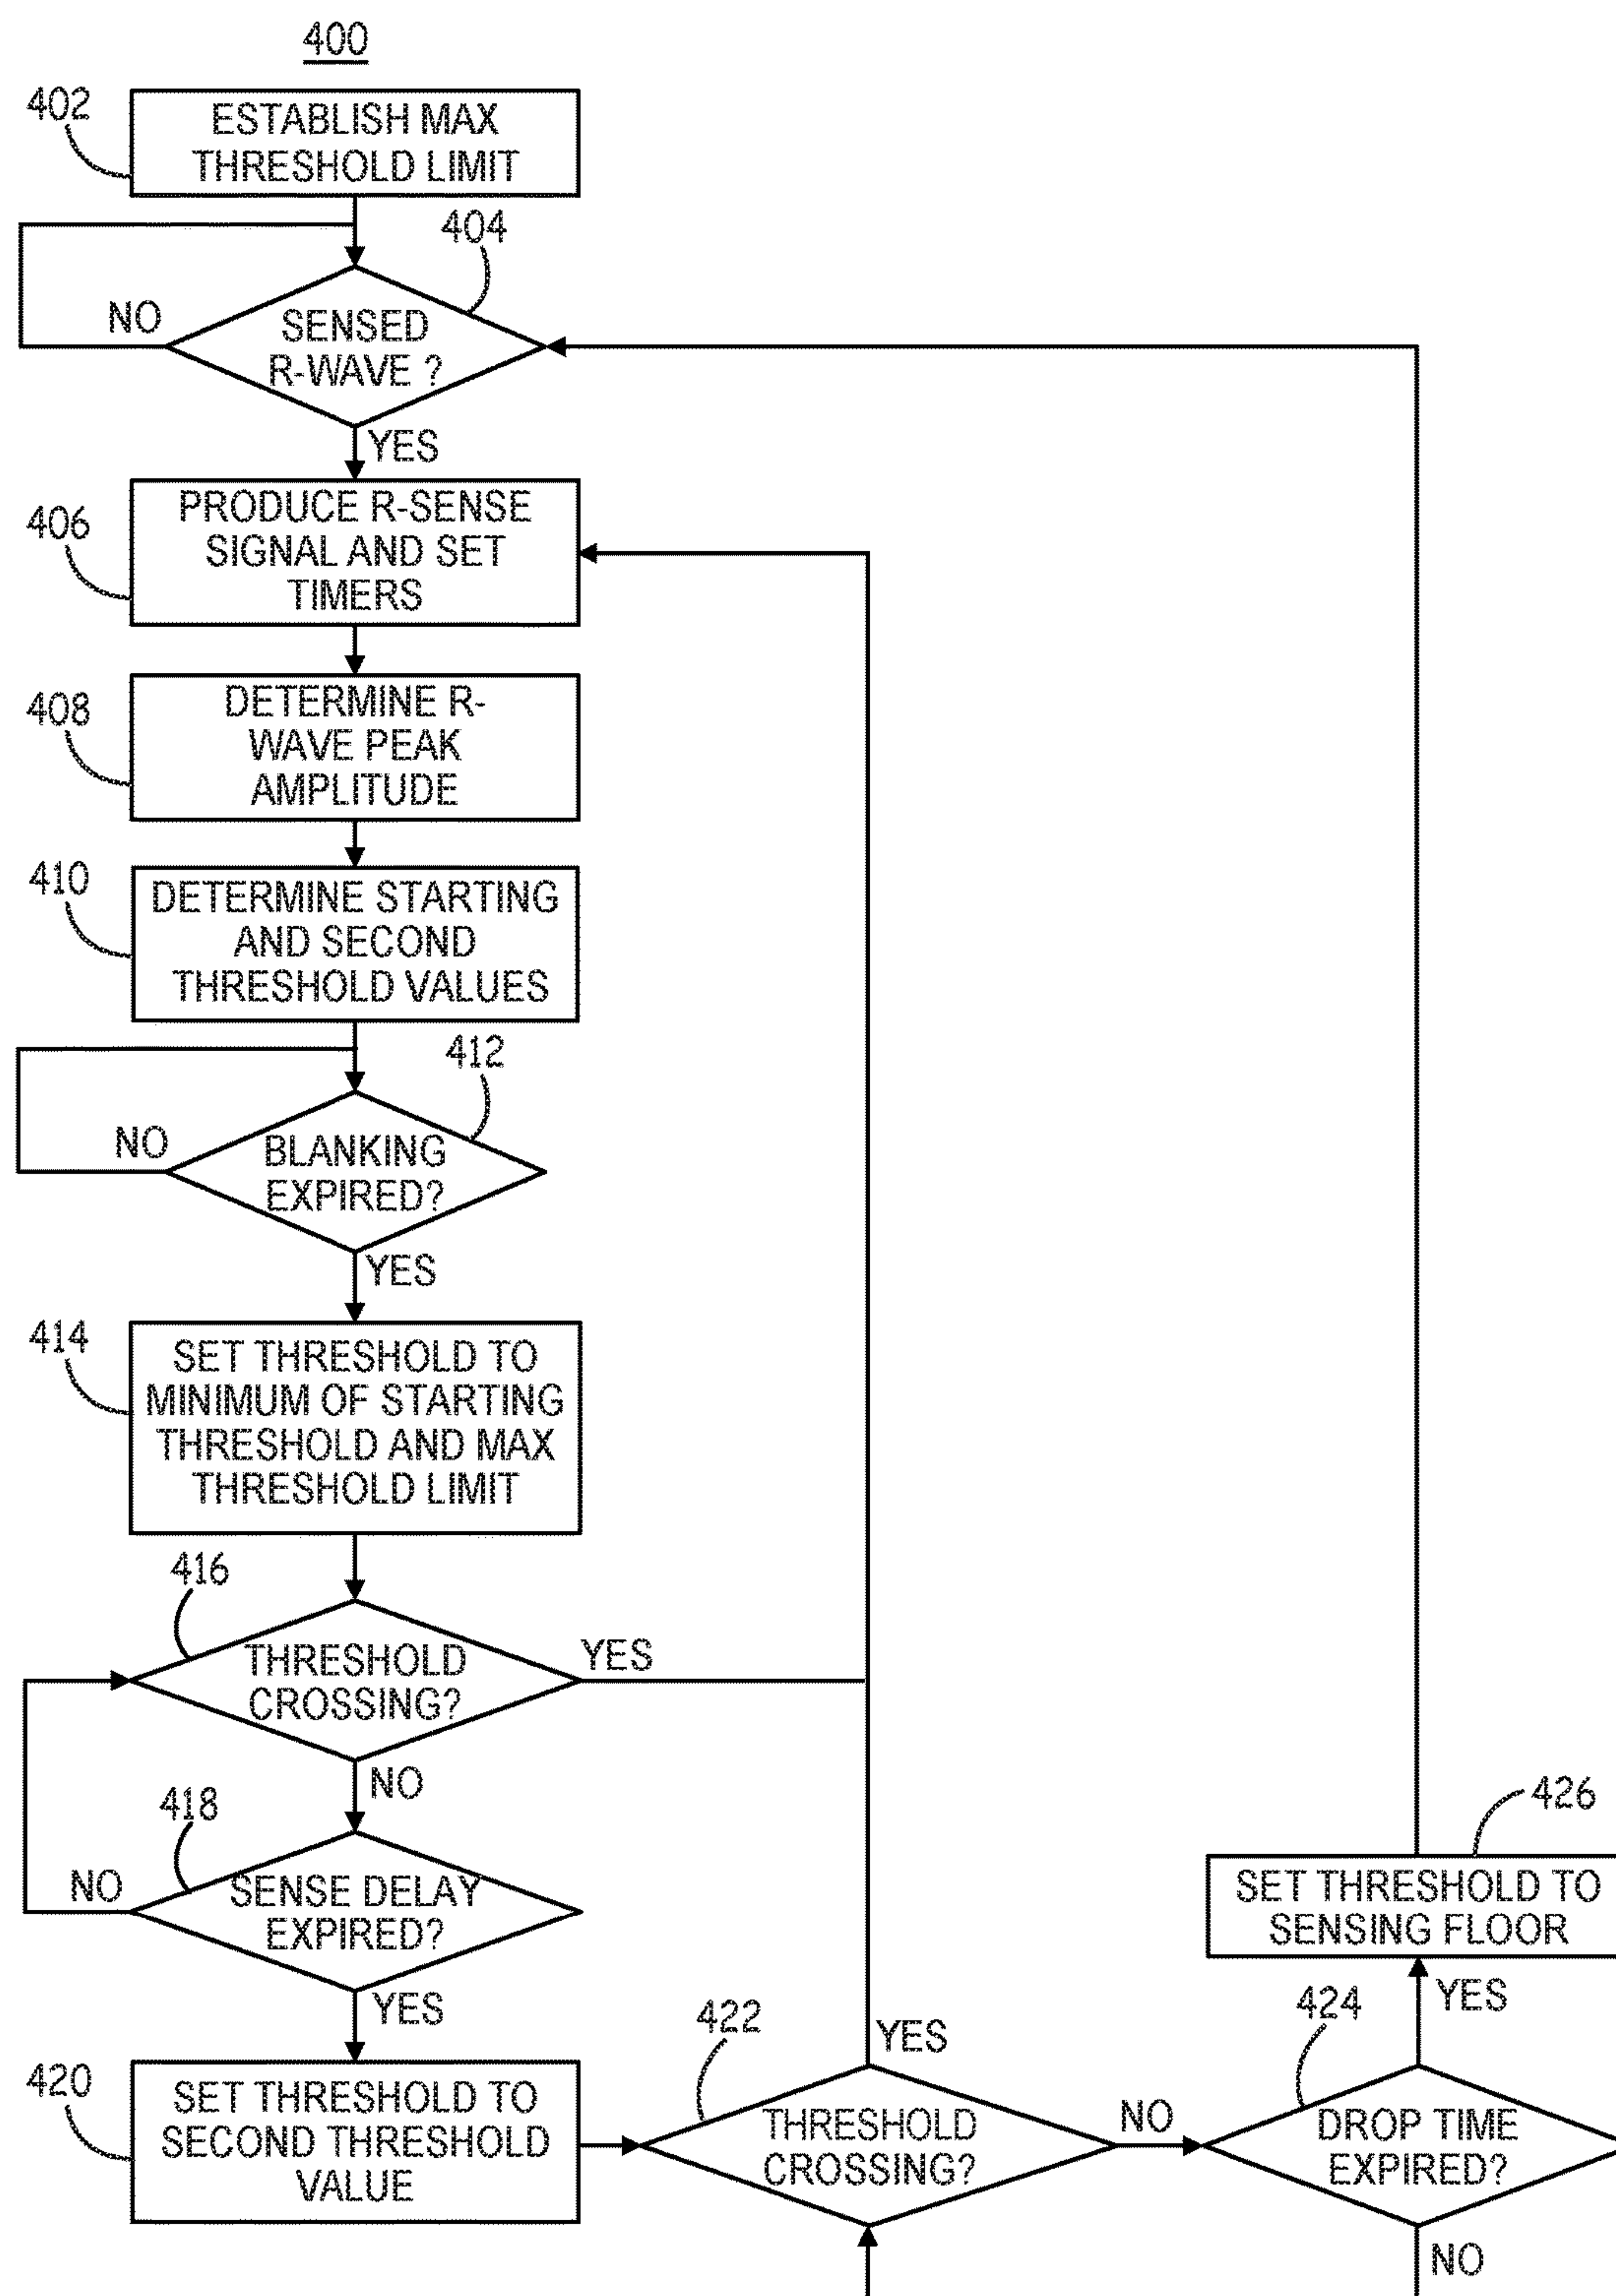 400
402
ESTABLISH MAX
THRESHOLD LIMIT
404
NO
SENSED
R-WAVE ?
YES
406
PRODUCE R-SENSE
SIGNAL AND SET
TIMERS
408
DETERMINE R-
WAVE PEAK
AMPLITUDE
410
DETERMINE STARTING
AND SECOND
THRESHOLD VALUES
412
NO
BLANKING
EXPIRED?
YES
414
SET THRESHOLD TO
MINIMUM OF STARTING
THRESHOLD AND MAX
THRESHOLD LIMIT
416
THRESHOLD
CROSSING?
YES
NO
418
NO
SENSE DELAY
EXPIRED?
YES
420
SET THRESHOLD TO
SECOND THRESHOLD
VALUE
422
YES
THRESHOLD
CROSSING?
NO
424
DROP TIME
EXPIRED?
NO
YES
426
SET THRESHOLD TO
SENSING FLOOR